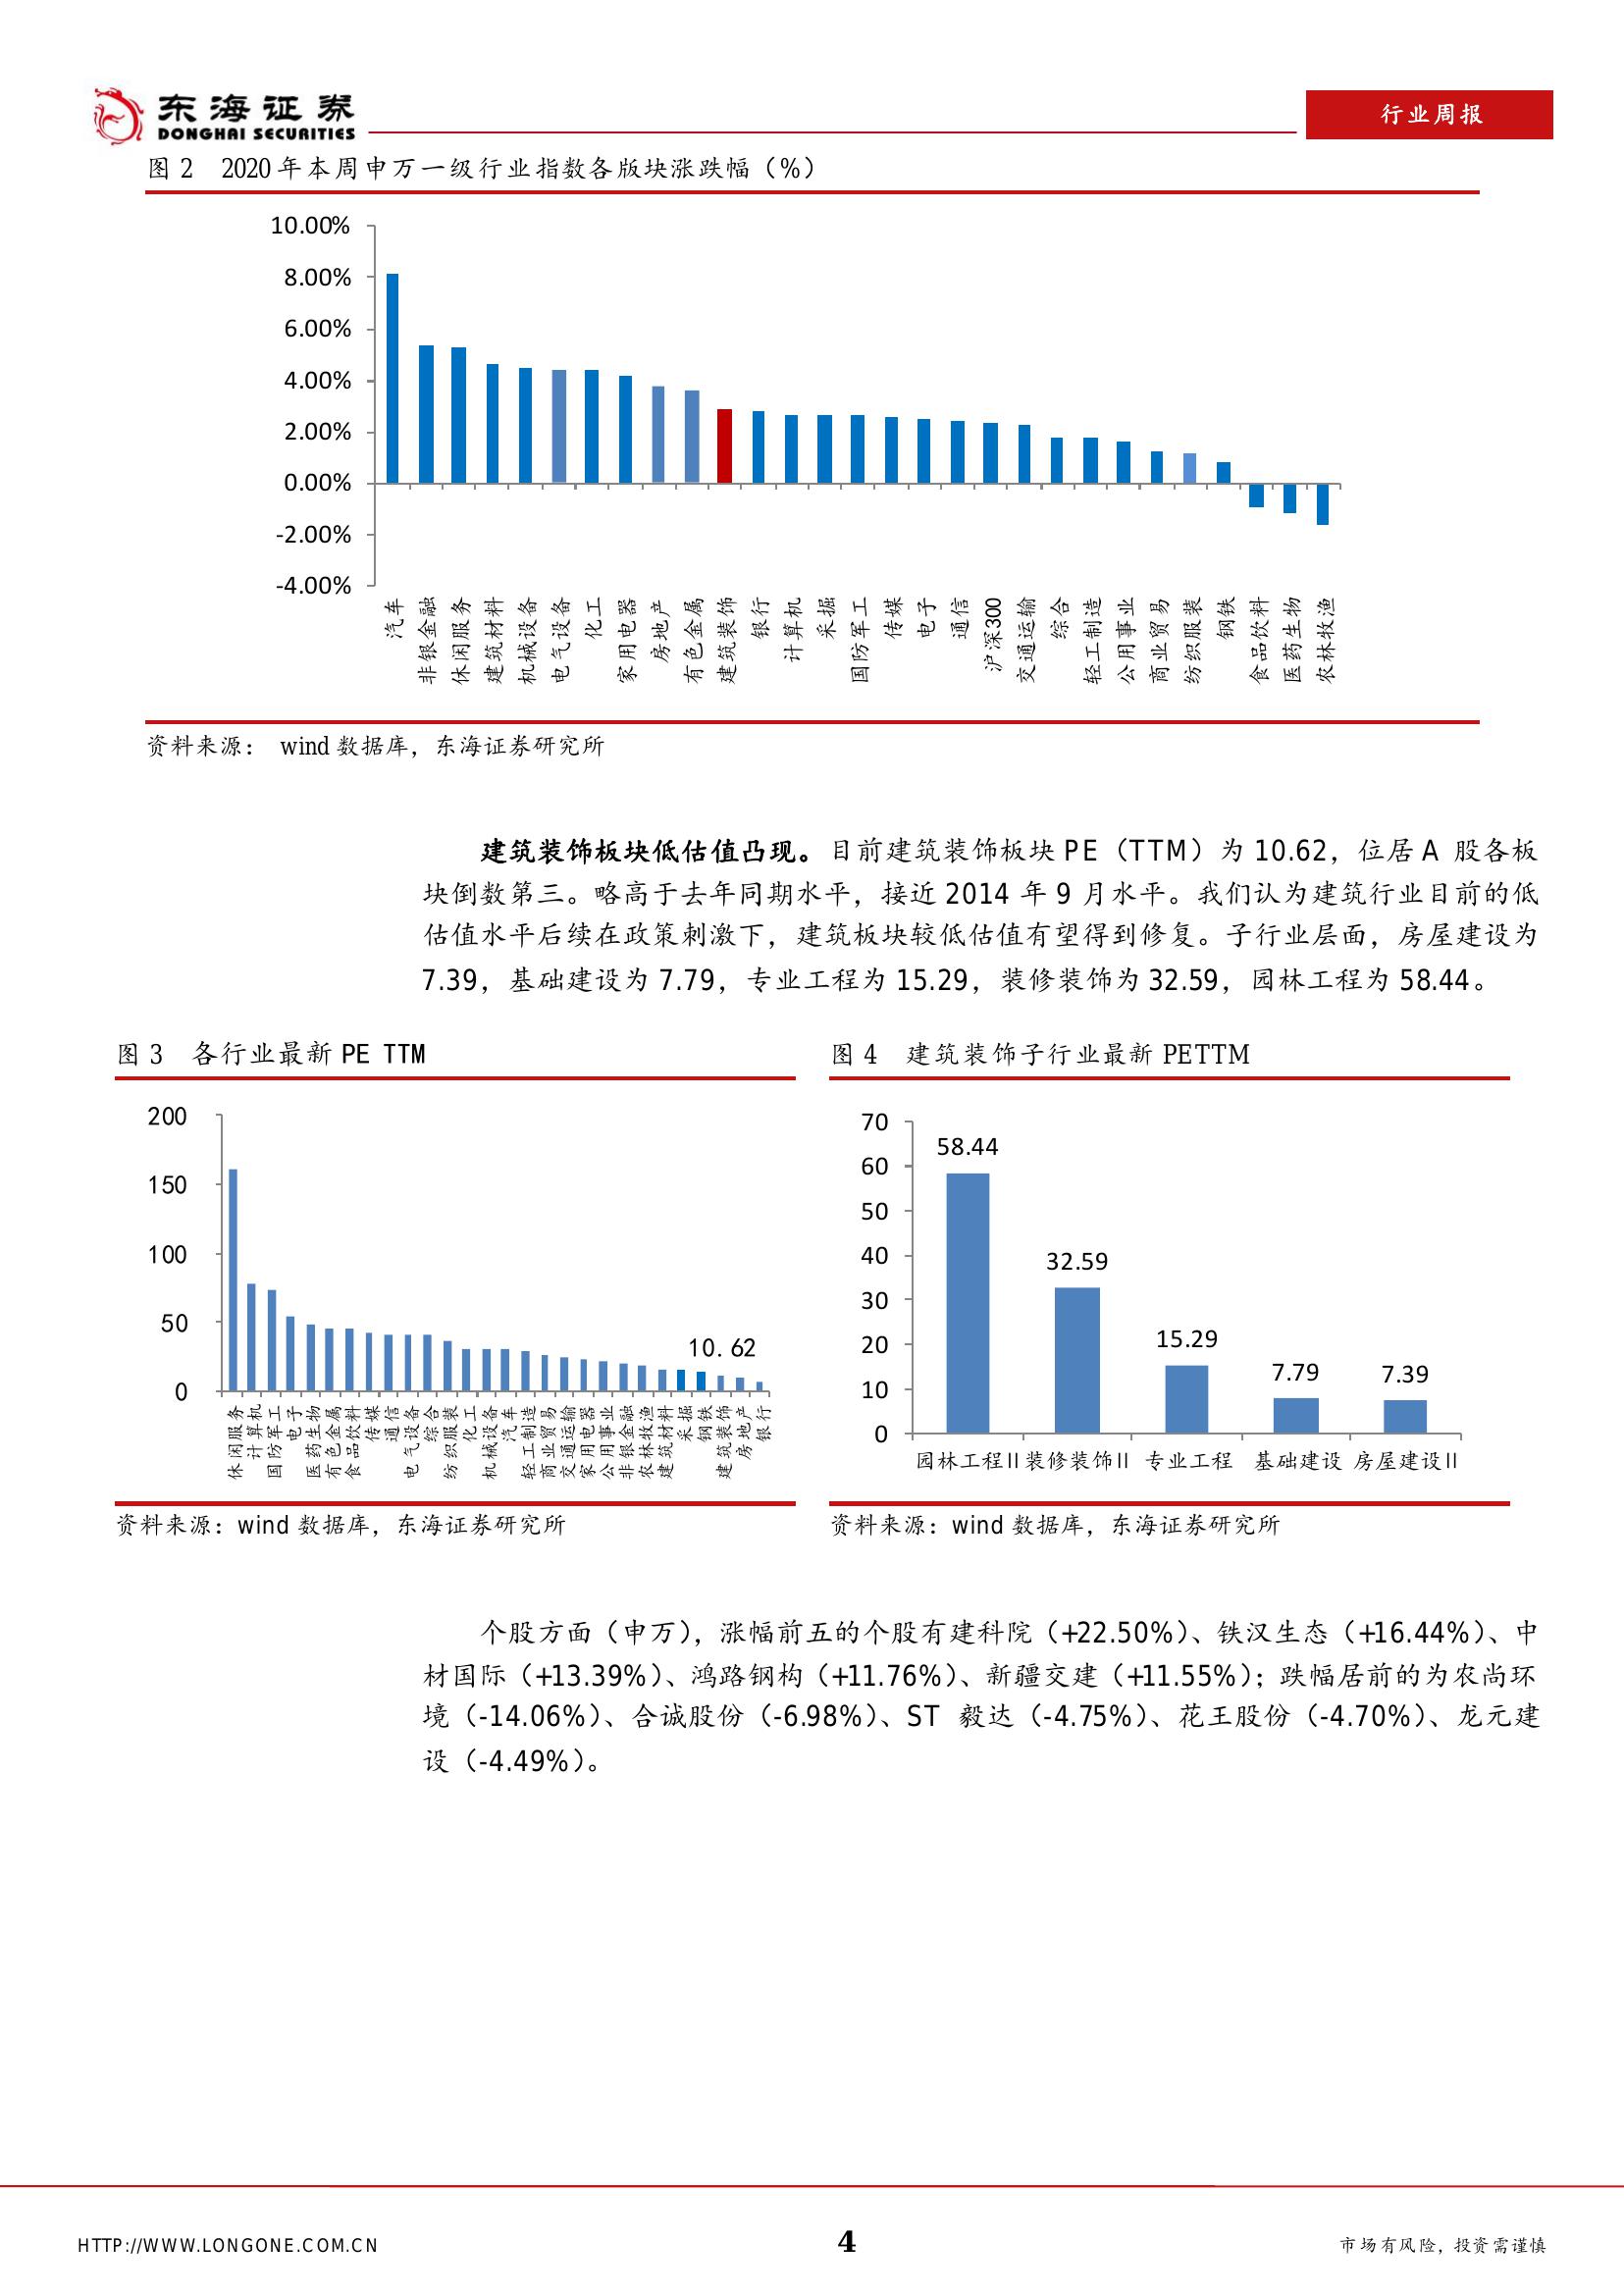 东海证券
DONGHAI SECURITIES
行业周报
图 2 2020年本周申万一级行业指数各版块涨跌幅（%）
10.00%
8.00%
6.00%
4.00%
2.00%
0.00%
-2.00%
-4.00%
汽车
非银金融
休闲服务
建筑材料
机械设备
电气设备
化工
家用电器
房地产
有色金属
建筑装饰
银行
计算机
采掘
国防军工
传媒
电子
通信
沪深300
交通运输
综合
轻工制造
公用事业
商业贸易
纺织服装
钢铁
食品饮料
医药生物
农林牧渔
资料来源： wind 数据库，东海证券研究所
建筑装饰板块低估值凸现。目前建筑装饰板块 PE（TTM）为 10.62，位居 A 股各板
块倒数第三。略高于去年同期水平，接近 2014 年 9 月水平。我们认为建筑行业目前的低
估值水平后续在政策刺激下，建筑板块较低估值有望得到修复。子行业层面，房屋建设为
7.39，基础建设为 7.79，专业工程为 15.29，装修装饰为 32.59，园林工程为 58.44。
图 3 各行业最新 PE TTM
200
150
100
50
0
10.62
休闲服务
计算机
国防军工
电子
医药生物
有色金属
食品饮料
传媒
通信
电气设备
综合
纺织服装
化工
机械设备
汽车
轻工制造
商业贸易
交通运输
家用电器
公用事业
非银金融
农林牧渔
建筑材料
采掘
钢铁
建筑装饰
房地产
银行
资料来源：wind 数据库，东海证券研究所
图 4 建筑装饰子行业最新 PETTM
70
60
50
40
30
20
10
0
58.44
32.59
15.29
7.79
7.39
园林工程II 装修装饰II 专业工程 基础建设 房屋建设II
资料来源：wind 数据库，东海证券研究所
个股方面（申万），涨幅前五的个股有建科院（+22.50%）、铁汉生态（+16.44%）、中
材国际（+13.39%）、鸿路钢构（+11.76%）、新疆交建（+11.55%）；跌幅居前的为农尚环
境（-14.06%）、合诚股份（-6.98%）、ST 毅达（-4.75%）、花王股份（-4.70%）、龙元建
设（-4.49%）。
HTTP://WWW.LONGONE.COM.CN
4
市场有风险，投资需谨慎